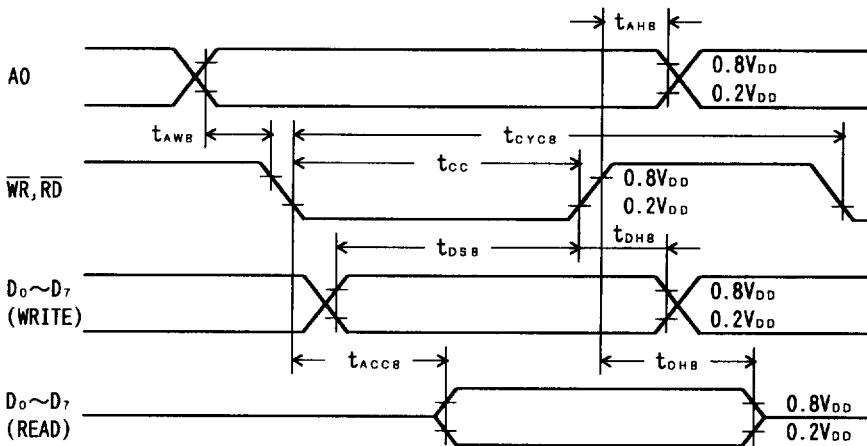 tAH8
A0
0.8VDD
0.2VDD
tAW8
tCYC8
tCC
WR,RD
0.8VDD
0.2VDD
tDS8
tDH8
D0~D7
(WRITE)
0.8VDD
0.2VDD
tACC8
tOH8
D0~D7
(READ)
0.8VDD
0.2VDD